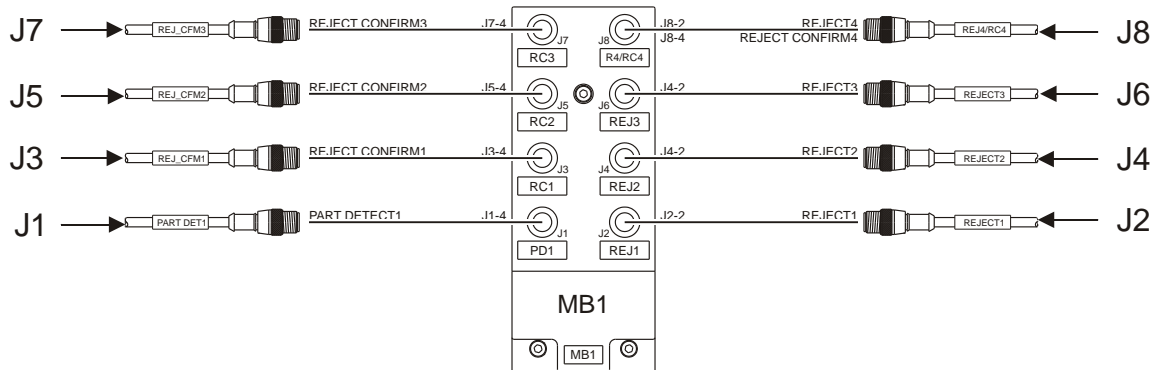 J7 REJ_CFM3 REJECT CONFIRM3 J7-4 J7 J8 J8-2 REJECT4 REJ4/RC4 J8
J8-4 REJECT CONFIRM4
RC3 R4/RC4
J5 REJ_CFM2 REJECT CONFIRM2 J5-4 J5 J6 J4-2 REJECT3 REJECT3 J6
RC2 REJ3
J3 REJ_CFM1 REJECT CONFIRM1 J3-4 J3 J4 J4-2 REJECT2 REJECT2 J4
RC1 REJ2
J1 PART DET1 PART DETECT1 J1-4 J1 J2 J2-2 REJECT1 REJECT1 J2
PD1 REJ1
MB1
MB1